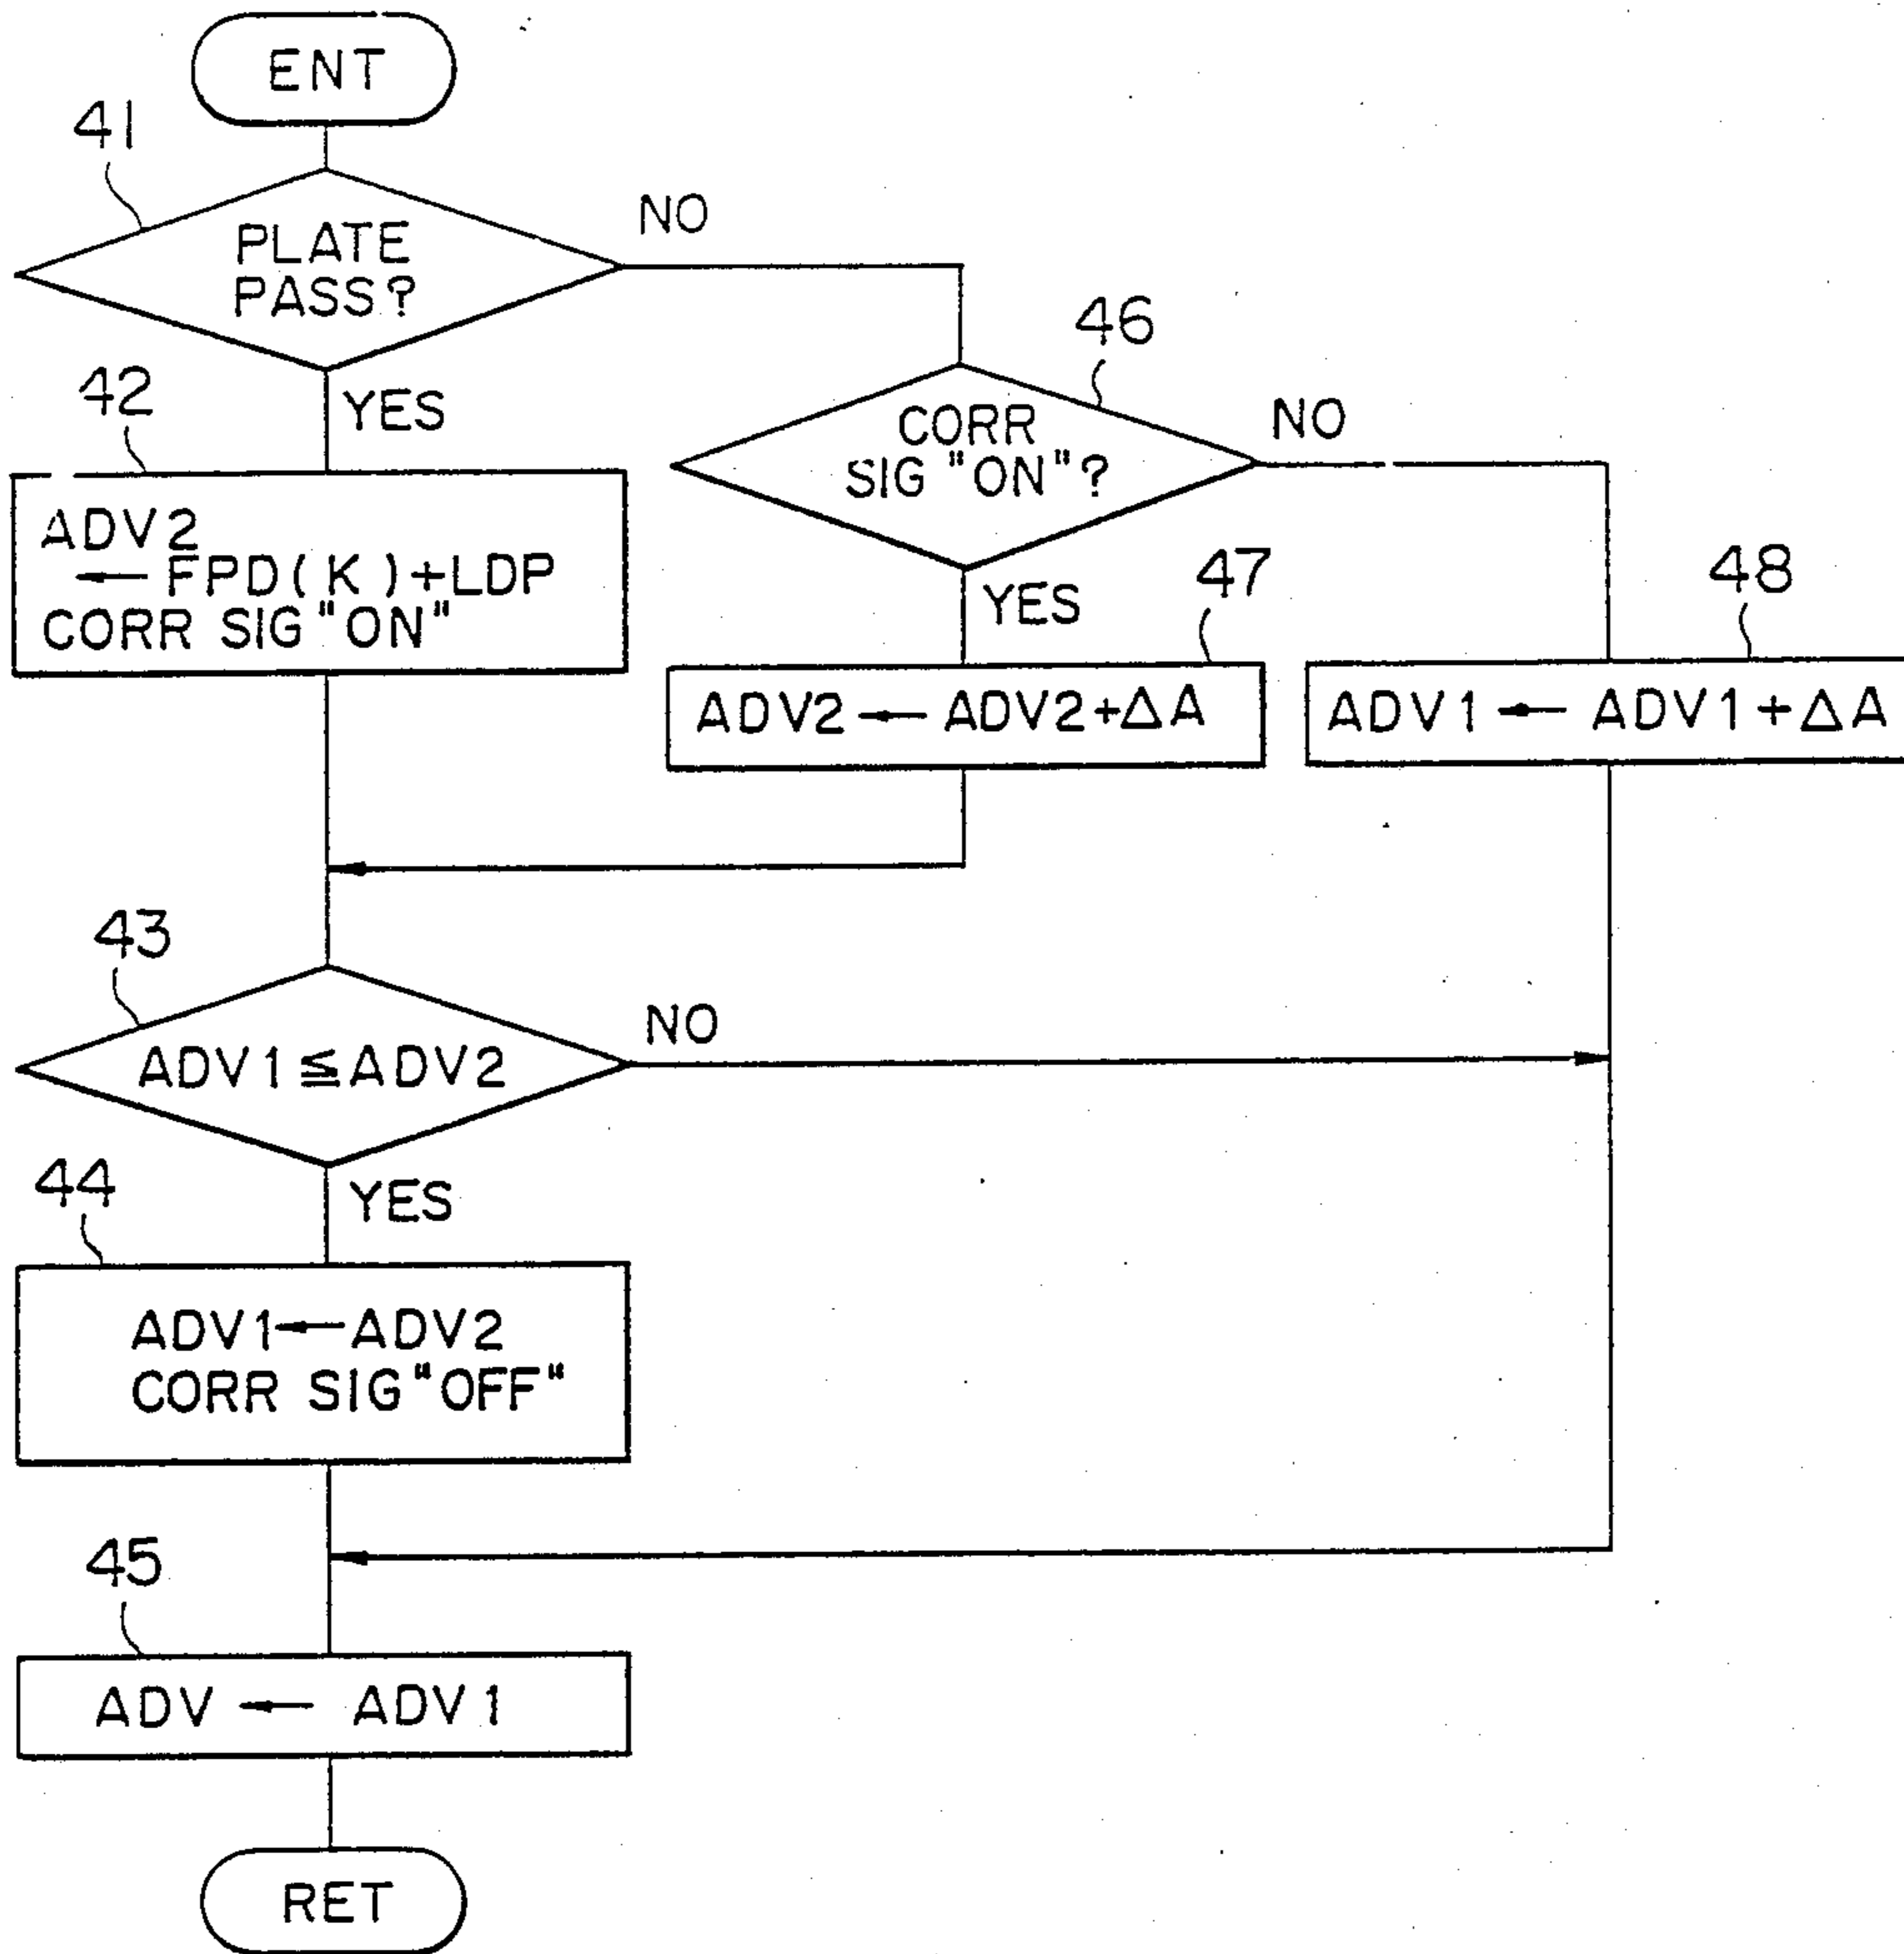 ENT
41
PLATE
PASS?
NO
YES
42
ADV2
← FPD(K)+LDP
CORR SIG "ON"
46
CORR
SIG "ON"?
NO
YES
47
ADV2 ← ADV2+ΔA
48
ADV1 ← ADV1+ΔA
43
ADV1≦ADV2
NO
YES
44
ADV1←ADV2
CORR SIG "OFF"
45
ADV ← ADV1
RET